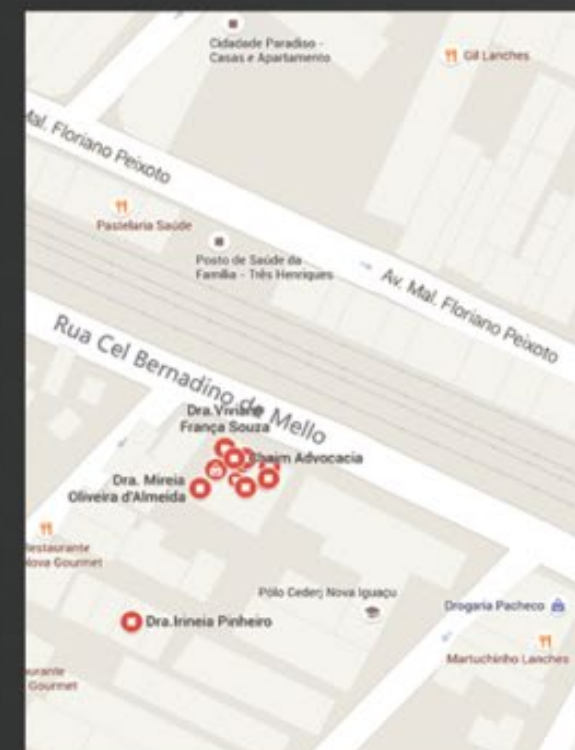 Cidadade Paradiso -
Casas e Apartamento
Gil Lanches
Mal. Floriano Peixoto
Pastelaria Saúde
Posto de Saúde da
Família - Três Henriques
Av. Mal. Floriano Peixoto
Rua Cel Bernadino de Mello
Dra. Viviane
França Souza
Advocacia
Dra. Mireia
Oliveira d'Almeida
Restaurante
Nova Gourmet
Pólo Cederj Nova Iguaçu
Drogaria Pacheco
Dra.Irineia Pinheiro
Martuchinho Lanches
urante
Gourmet